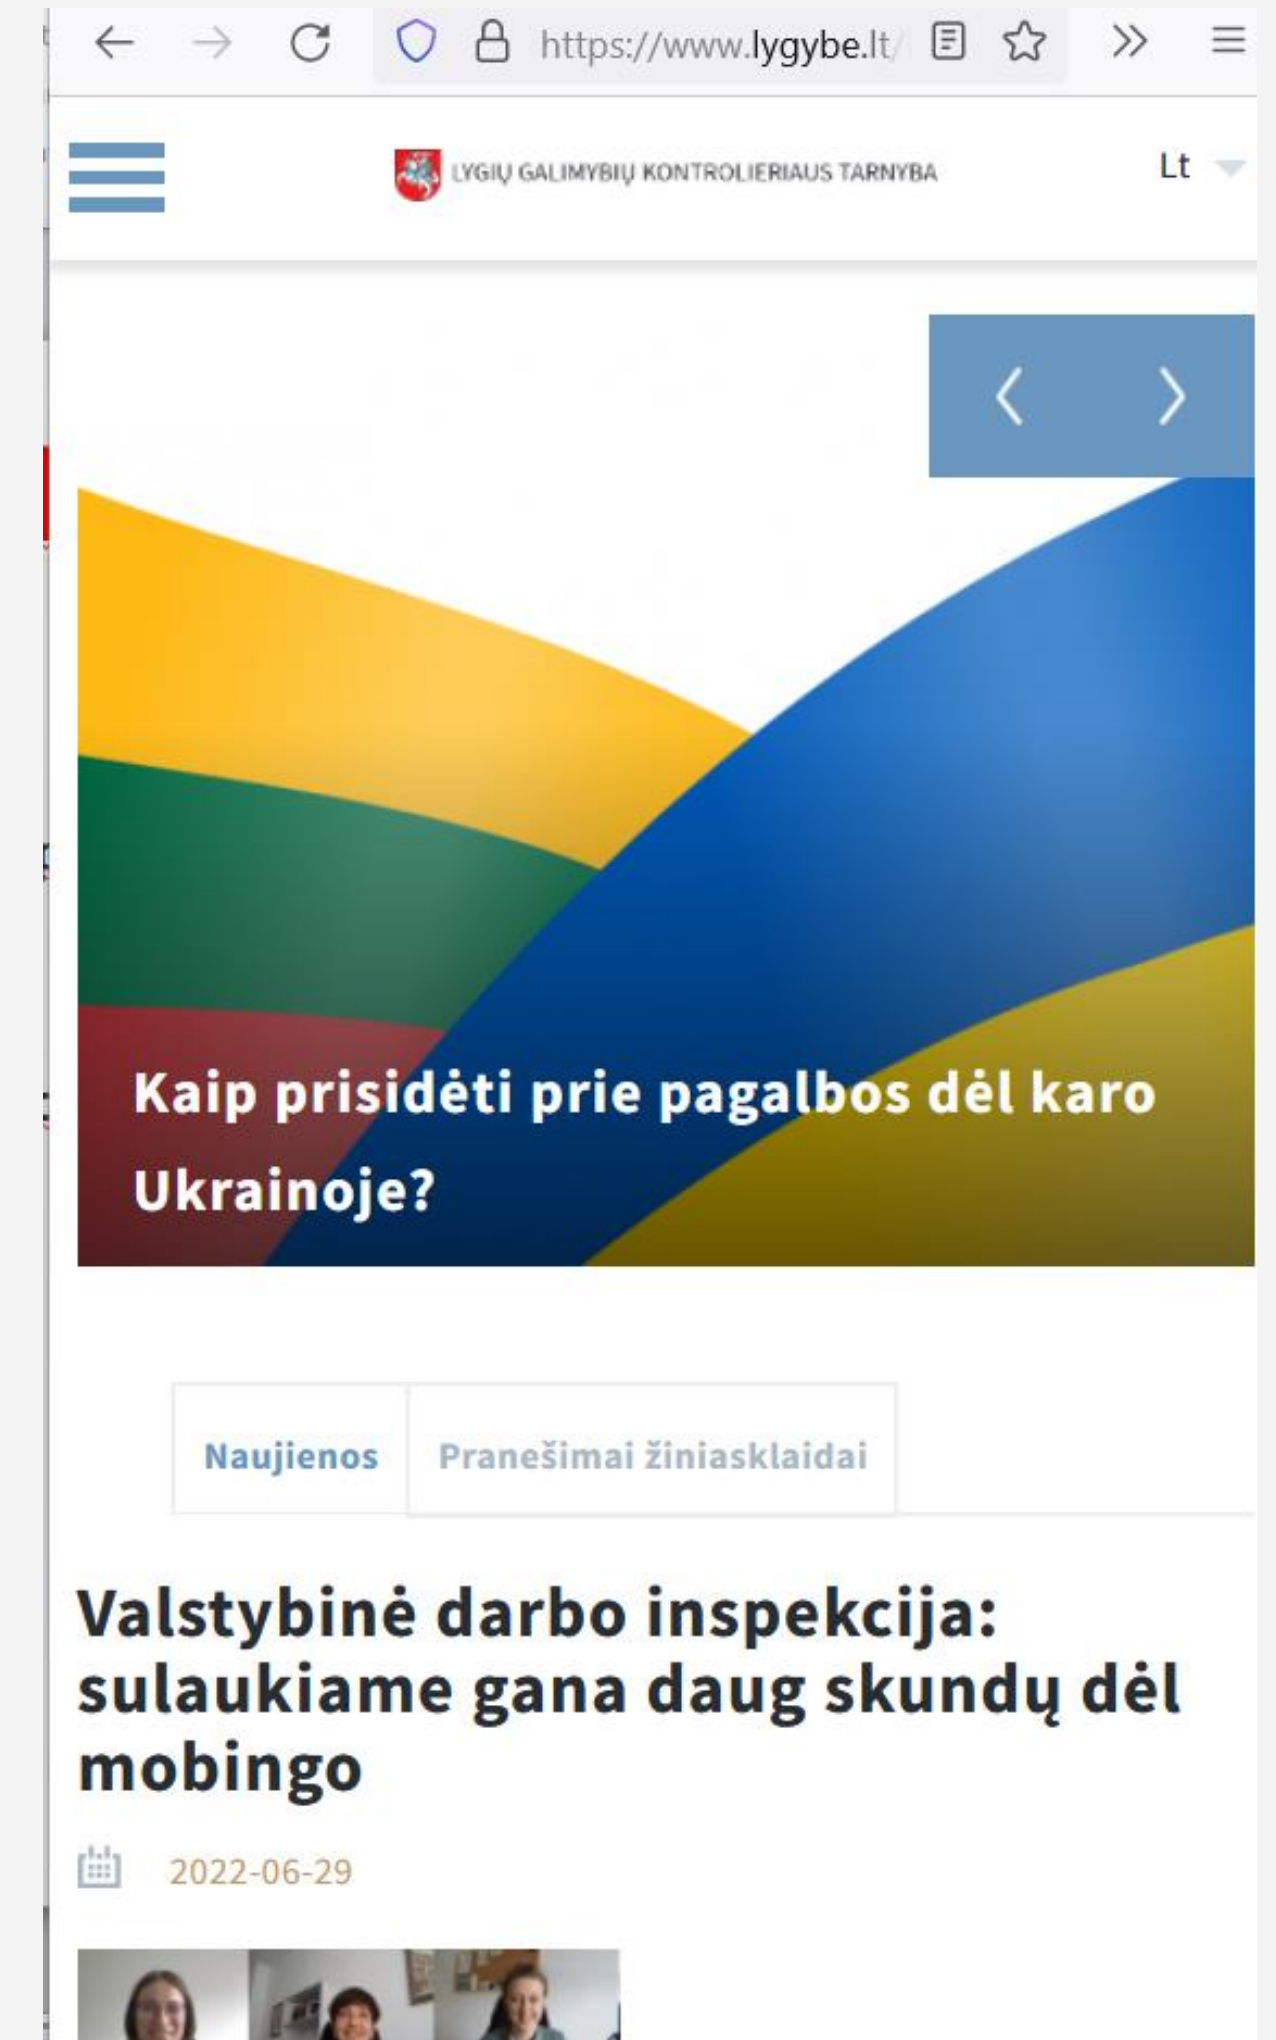 https://www.lygybe.lt/
LYGIŲ GALIMYBIŲ KONTROLIERIAUS TARNYBA
Lt
Kaip prisidėti prie pagalbos dėl karo
Ukrainoje?
Naujienos
Pranešimai žiniasklaidai
Valstybinė darbo inspekcija:
sulaukiame gana daug skundų dėl
mobingo
2022-06-29